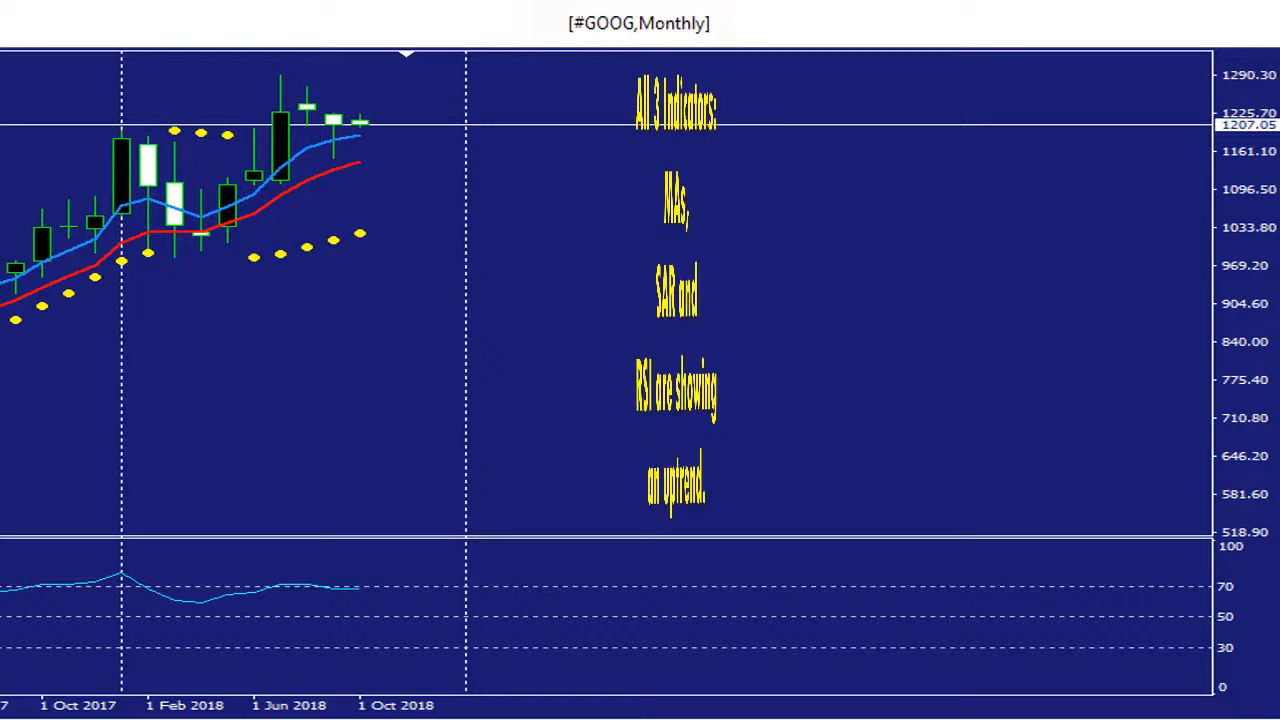 [#GOOG,Monthly]
All 3 Indicators:
MAs,
SAR and
RSI are showing
an uptrend.
1290.30
1225.70
1207.05
1161.10
1096.50
1033.80
969.20
904.60
840.00
775.40
710.80
646.20
581.60
518.90
100
70
50
30
0
7
1 Oct 2017
1 Feb 2018
1 Jun 2018
1 Oct 2018